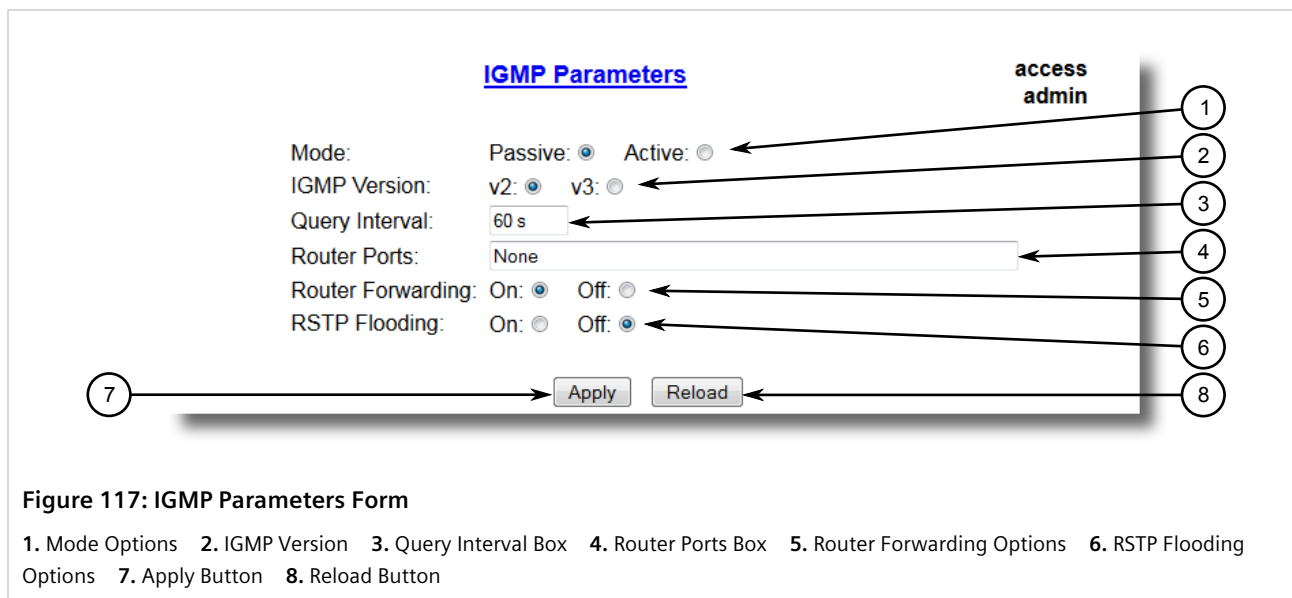 IGMP Parameters
access
admin
1
Mode: Passive: Active:
2
IGMP Version: v2: v3:
3
Query Interval: 60 s
4
Router Ports: None
Router Forwarding: On: Off:
5
RSTP Flooding: On: Off:
6
7
Apply Reload
8
Figure 117: IGMP Parameters Form
1. Mode Options 2. IGMP Version 3. Query Interval Box 4. Router Ports Box 5. Router Forwarding Options 6. RSTP Flooding
Options 7. Apply Button 8. Reload Button